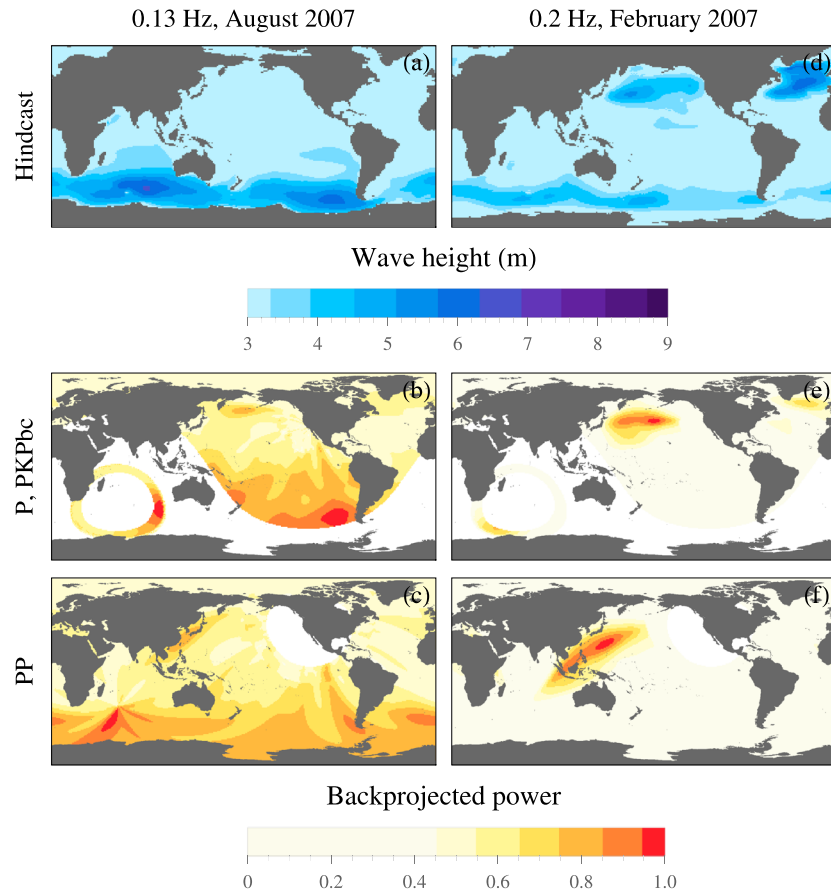 0.13 Hz, August 2007
0.2 Hz, February 2007
Hindcast
(a)
(d)
Wave height (m)
3 4 5 6 7 8 9
P, PKPbc
(b)
(e)
PP
(c)
(f)
Backprojected power
0 0.2 0.4 0.6 0.8 1.0